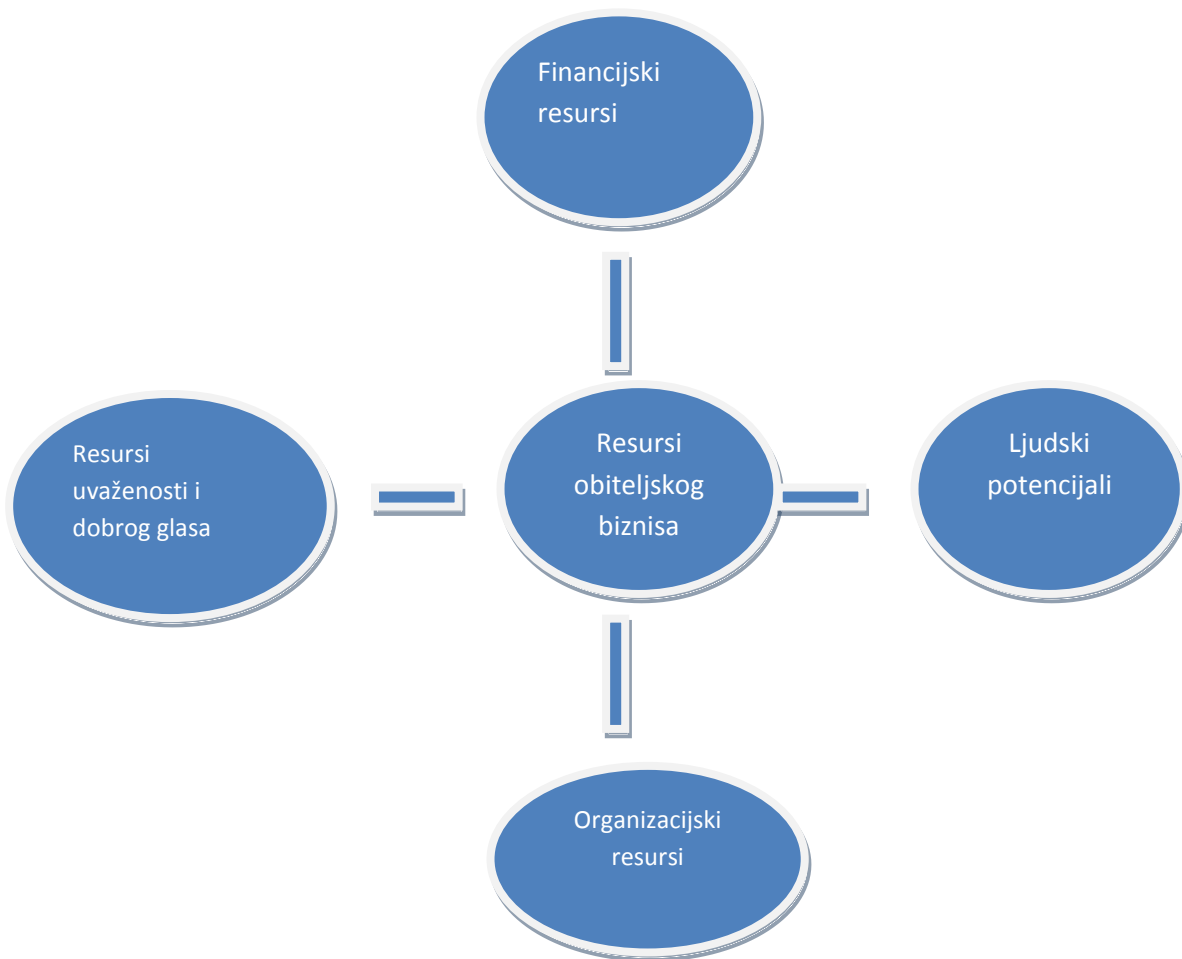 Financijski
resursi
Resursi
uvaženosti i
dobrog glasa
Resursi
obiteljskog
biznisa
Ljudski
potencijali
Organizacijski
resursi